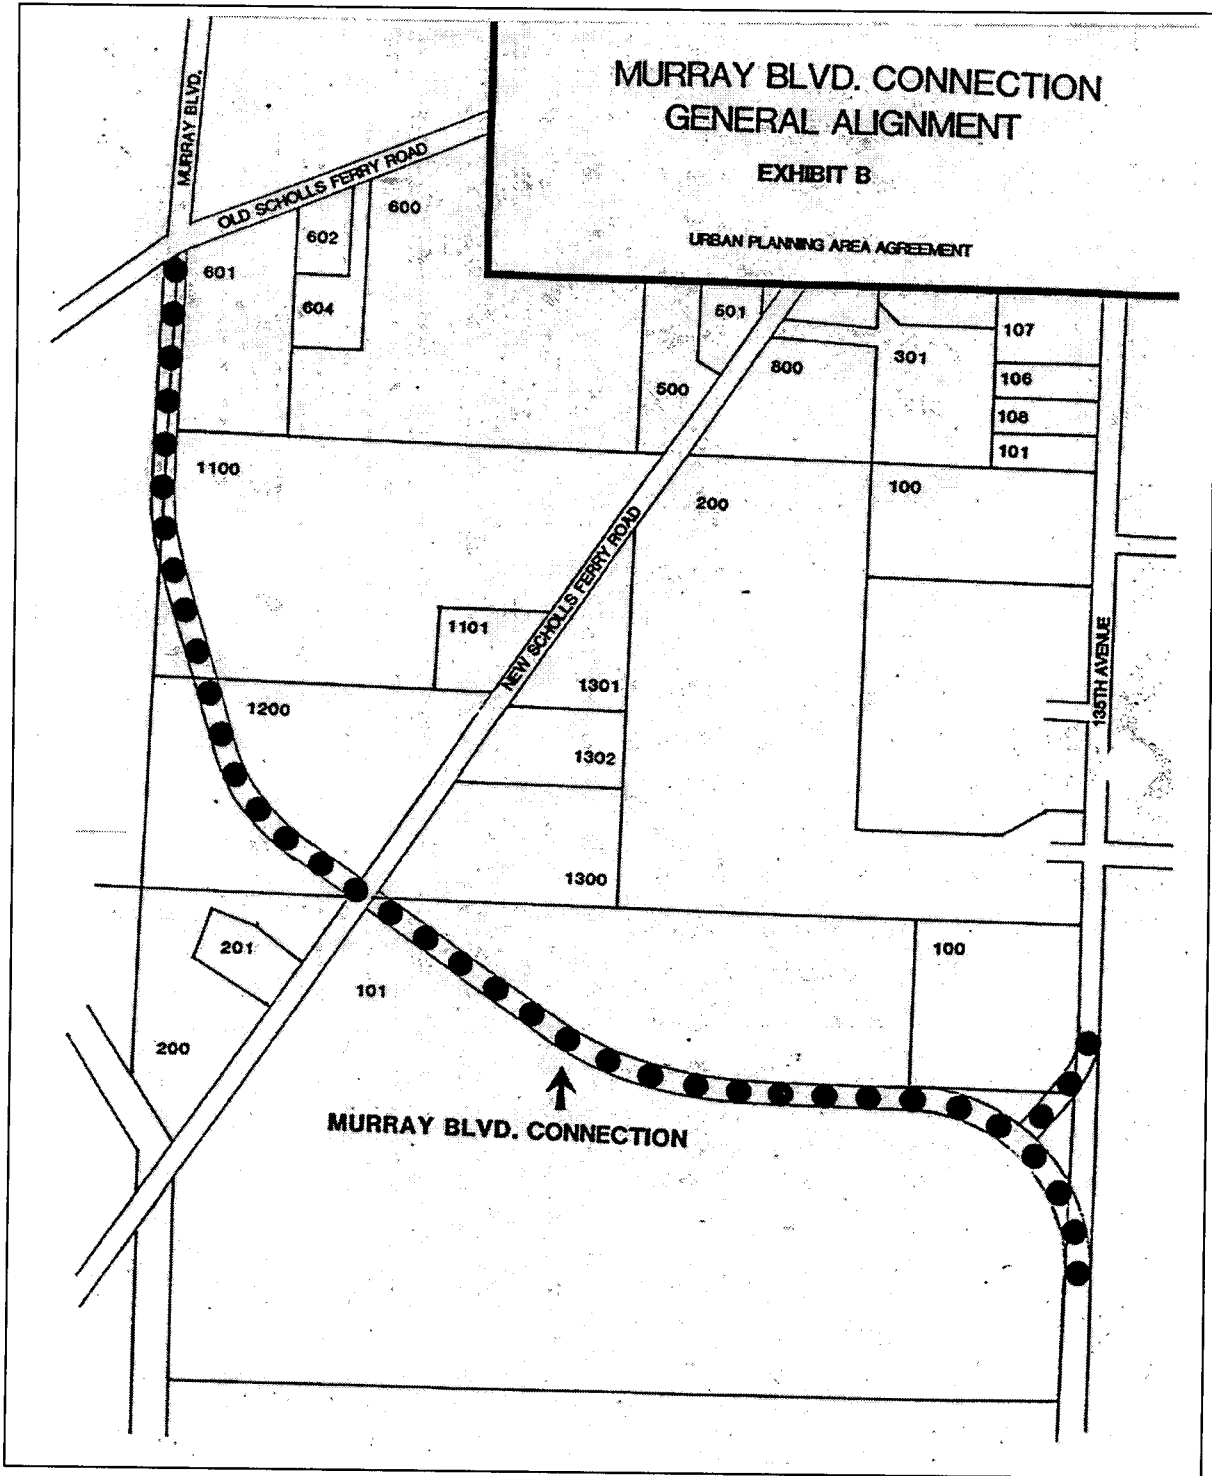 MURRAY BLVD. CONNECTION
GENERAL ALIGNMENT
EXHIBIT B
URBAN PLANNING AREA AGREEMENT
MURRAY BLVD.
OLD SCHOLLS FERRY ROAD
600
602
601
604
501
107
301
800
106
500
108
101
1100
100
200
NEW SCHOLLS FERRY ROAD
1101
135TH AVENUE
1301
1200
1302
1300
201
100
101
200
MURRAY BLVD. CONNECTION